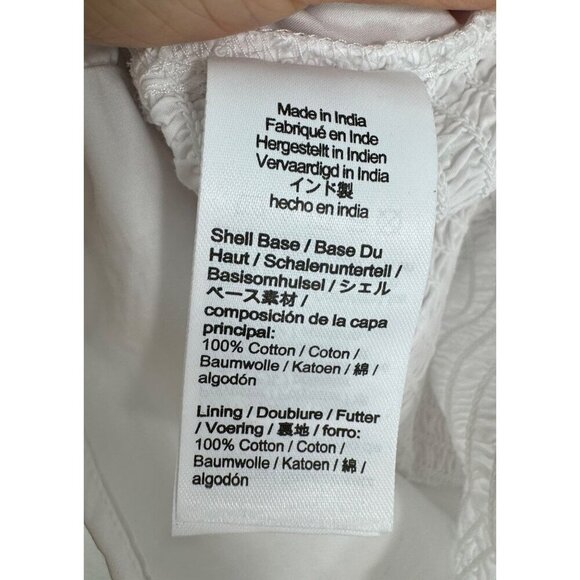 Made in India
Fabriqué en Inde
Hergestellt in Indien
Vervaardigd in India
インド製
hecho en india
Shell Base / Base Du
Haut / Schalenunterteil /
Basisomhulsel / シェル
ベース素材 /
composición de la capa
principal:
100% Cotton / Coton /
Baumwolle / Katoen / 綿 /
algodón
Lining / Doublure / Futter
/ Voering / 裏地 / forro:
100% Cotton / Coton /
Baumwolle / Katoen / 綿 /
algodón